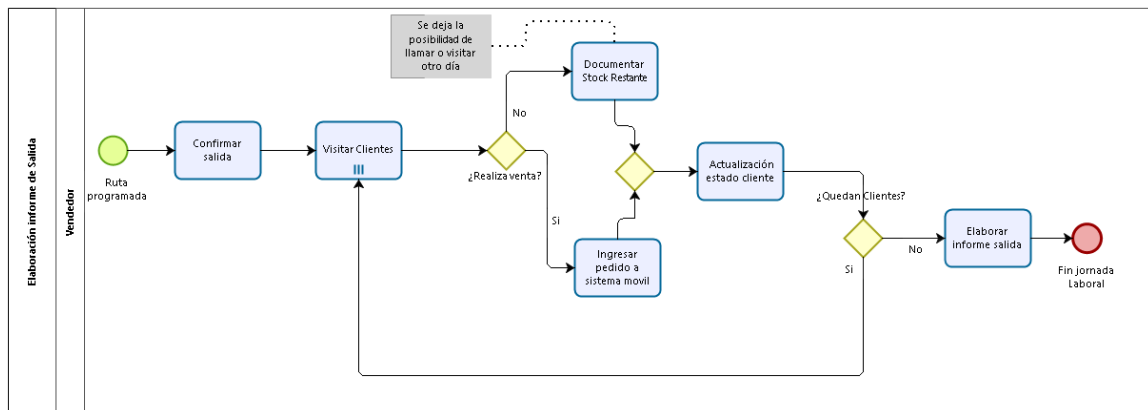 Elaboración informe de Salida
Vendedor
Ruta
programada
Confirmar
salida
Visitar Clientes
Se deja la
posibilidad de
llamar o visitar
otro día
¿Realiza venta?
No
Si
Documentar
Stock Restante
Ingresar
pedido a
sistema movil
Actualización
estado cliente
¿Quedan Clientes?
No
Si
Elaborar
informe salida
Fin jornada
Laboral